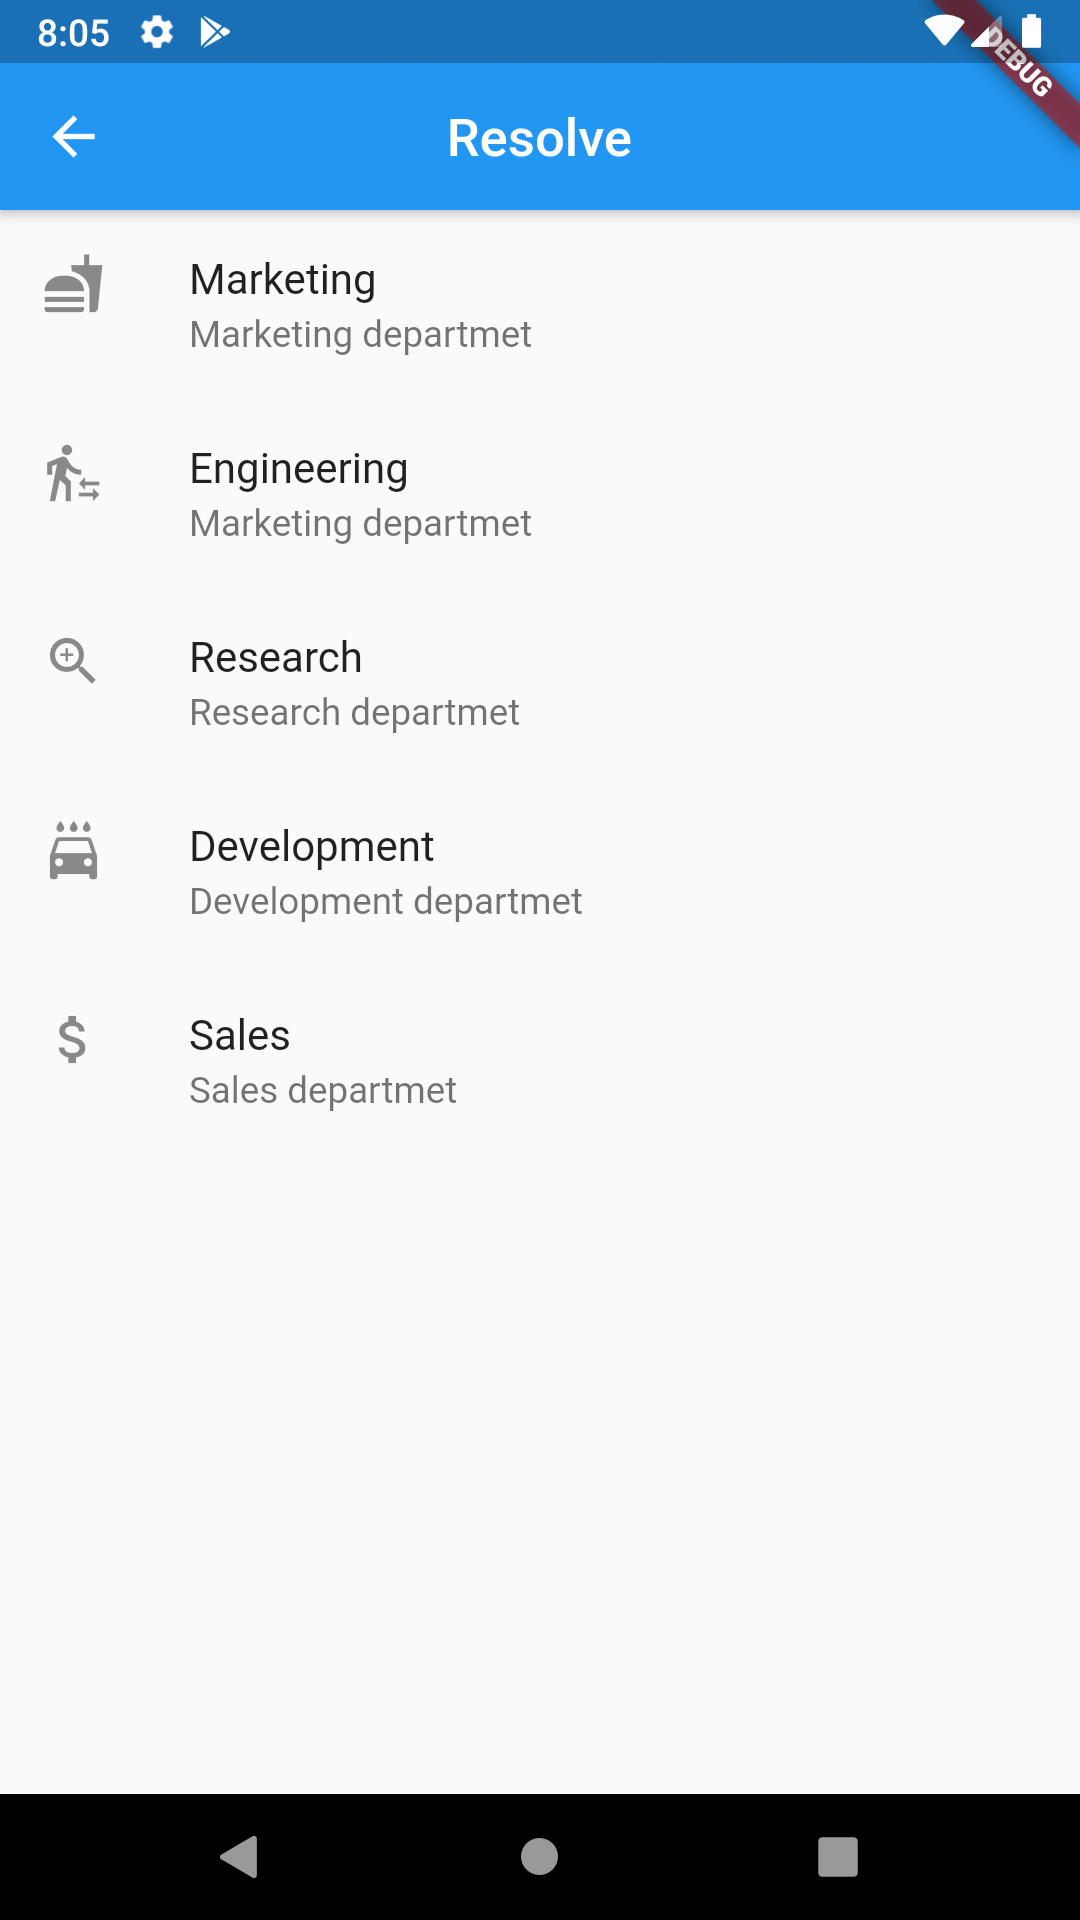 8:05
DEBUG
Resolve
Marketing
Marketing departmet
Engineering
Marketing departmet
Research
Research departmet
Development
Development departmet
Sales
Sales departmet